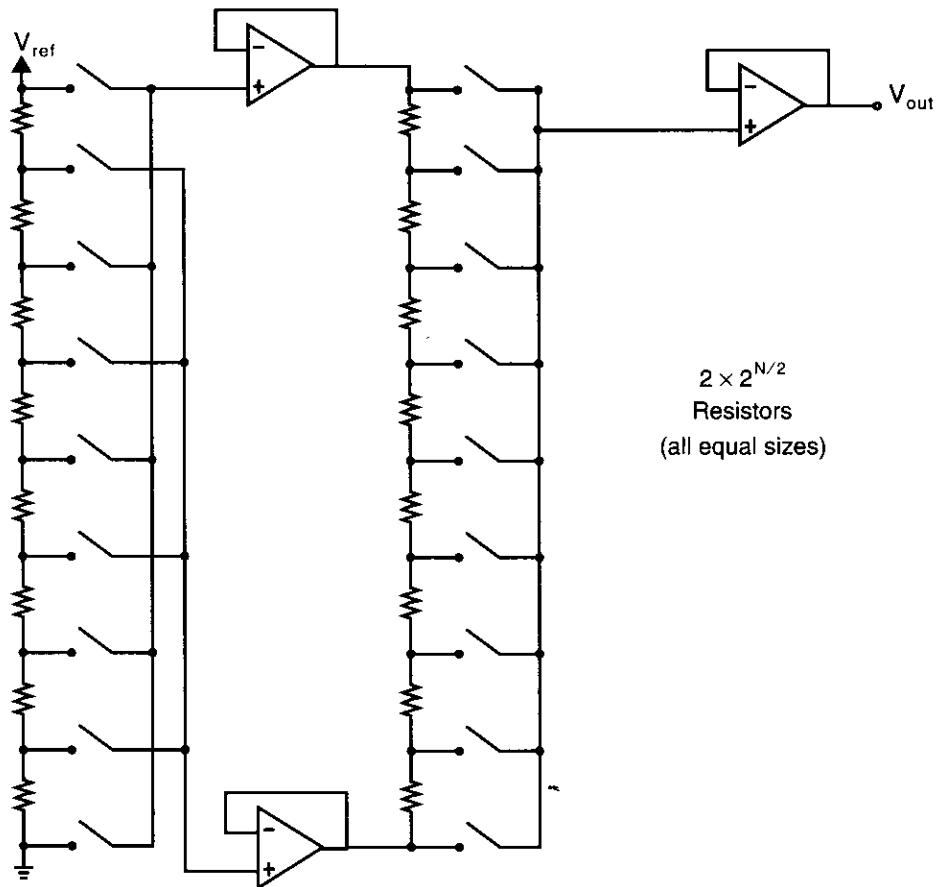 V_ref
−
+
−
+
V_out
2 × 2^{N/2}
Resistors
(all equal sizes)
−
+